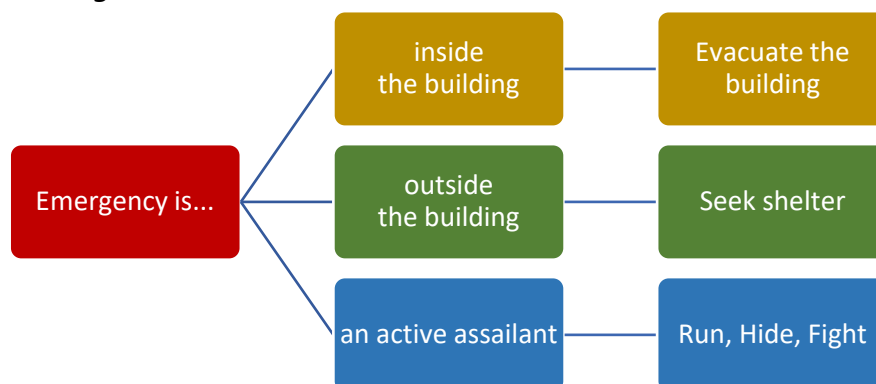 inside
the building
Evacuate the
building
Emergency is...
outside
the building
Seek shelter
an active assailant
Run, Hide, Fight